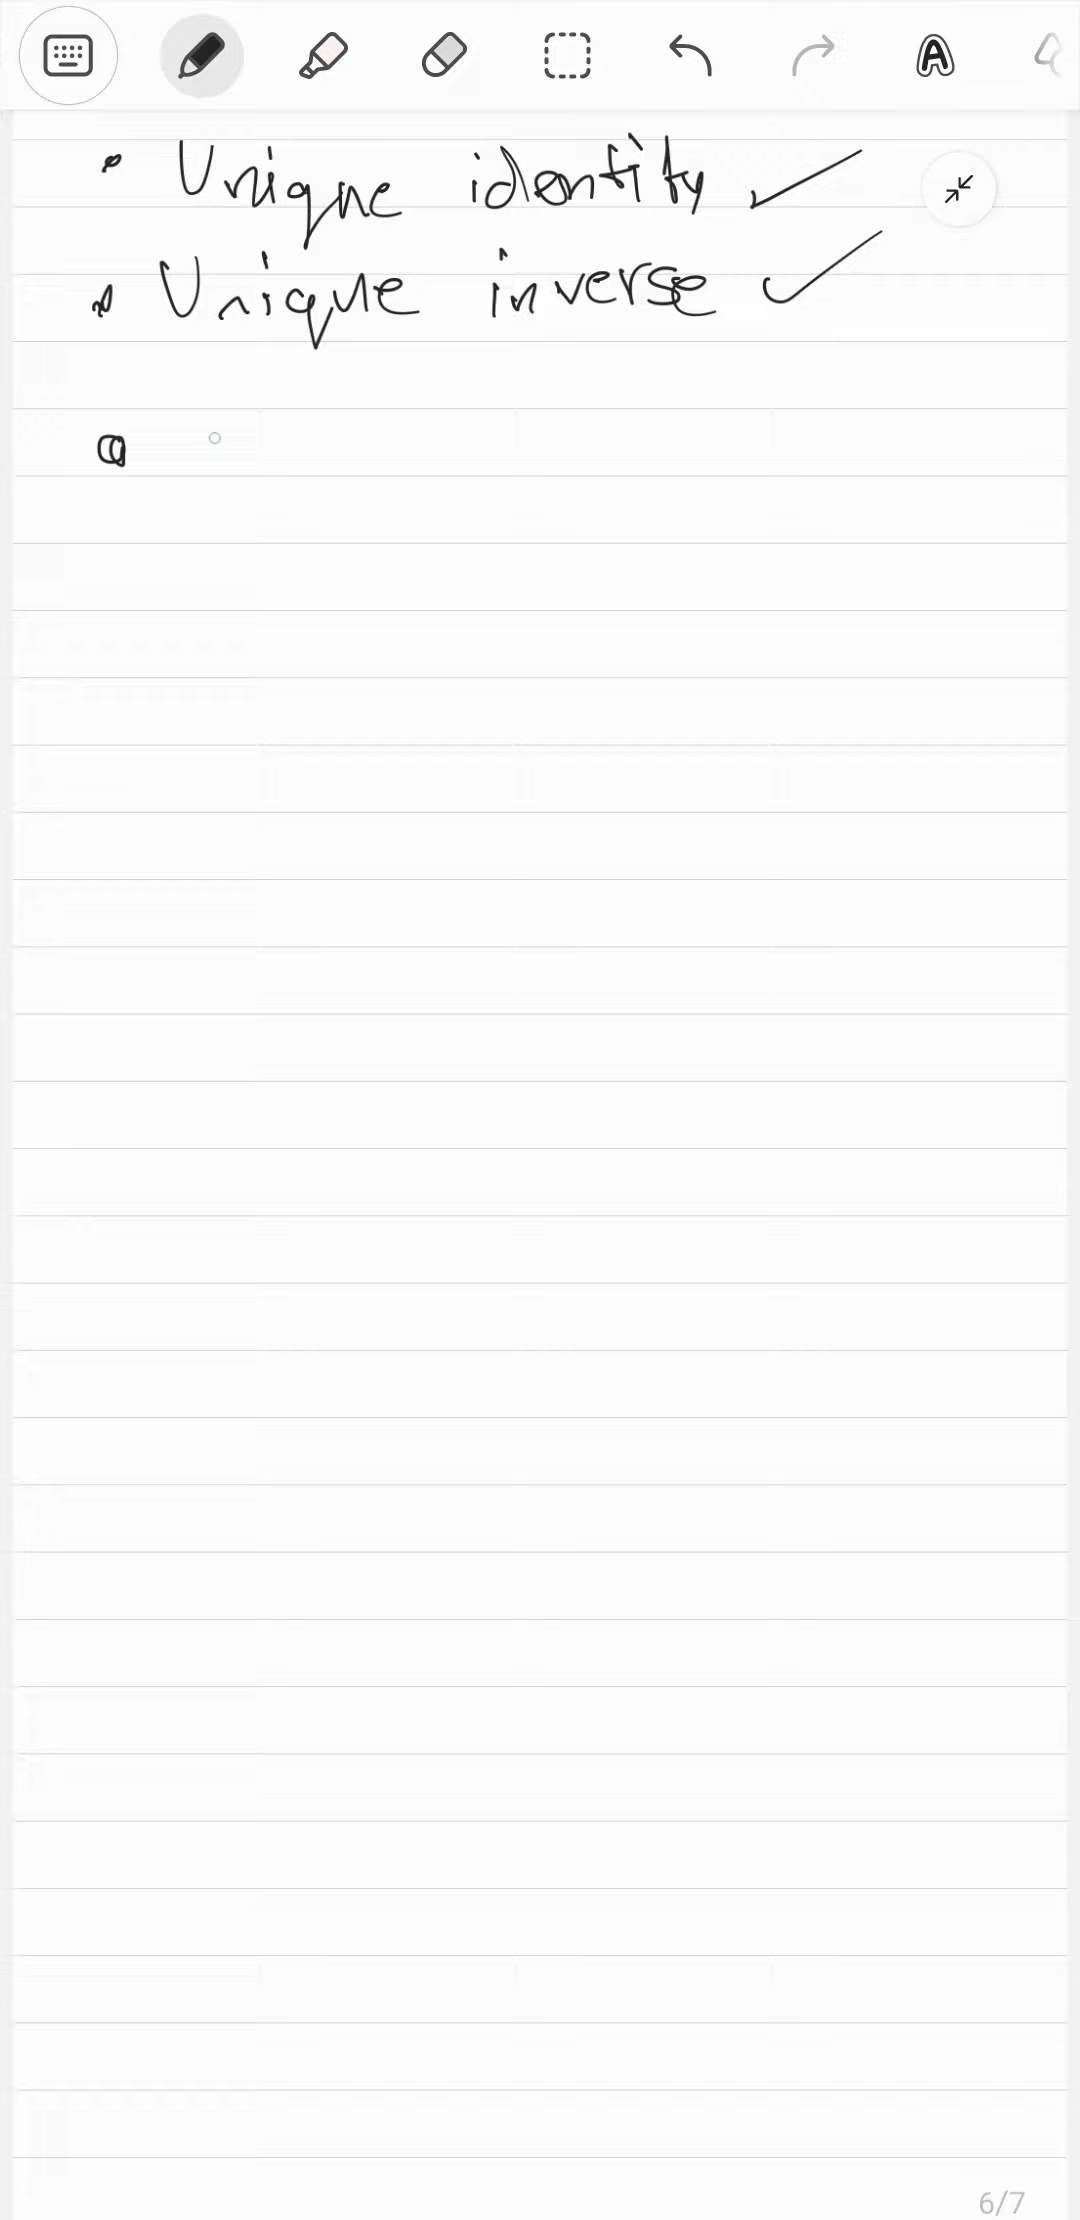 • Unique identity ✓
• Unique inverse ✓
6/7